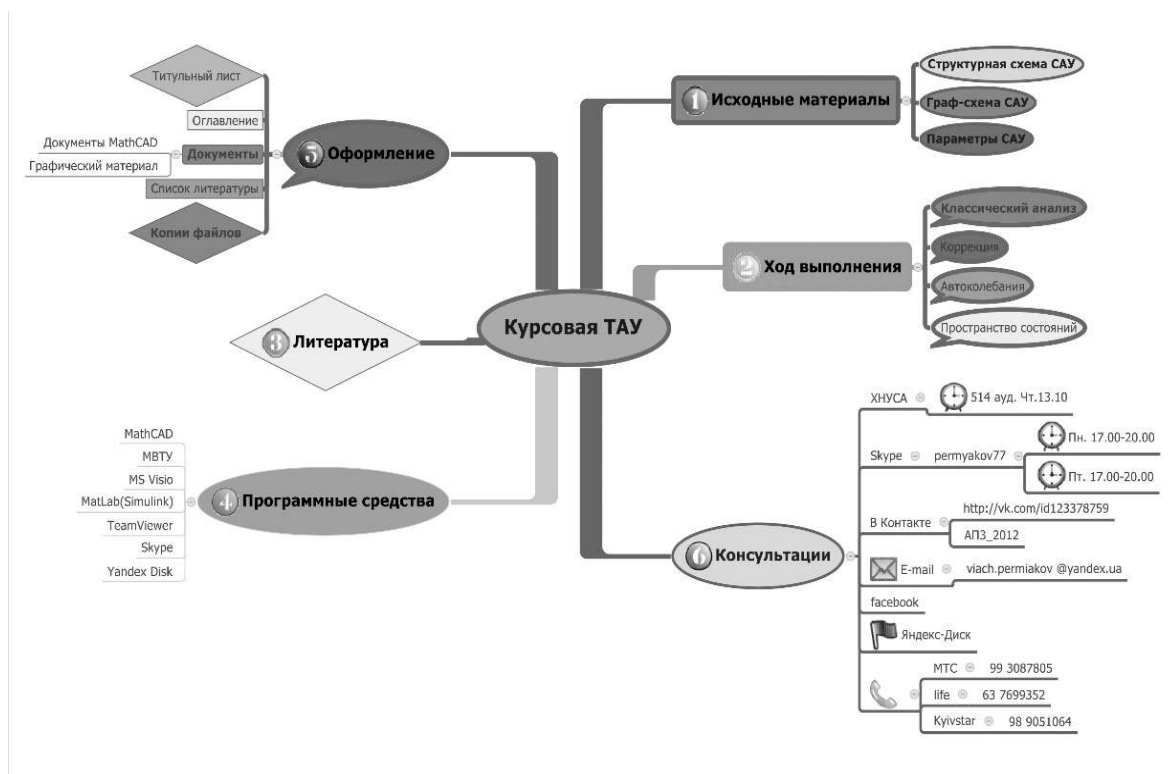 Курсовая ТАУ
1 Исходные материалы
Структурная схема САУ
Граф-схема САУ
Параметры САУ
2 Ход выполнения
Классический анализ
Коррекция
Автоколебания
Пространство состояний
3 Литература
4 Программные средства
MathCAD
МВТУ
MS Visio
MatLab(Simulink)
TeamViewer
Skype
Yandex Disk
5 Оформление
Титульный лист
Оглавление
Документы
Документы MathCAD
Графический материал
Список литературы
Копии файлов
6 Консультации
ХНУСА
514 ауд. Чт.13.10
Skype
permyakov77
Пн. 17.00-20.00
Пт. 17.00-20.00
В Контакте
http://vk.com/id123378759
АПЗ_2012
E-mail
viach.permiakov @yandex.ua
facebook
Яндекс-Диск
МТС
99 3087805
life
63 7699352
Kyivstar
98 9051064